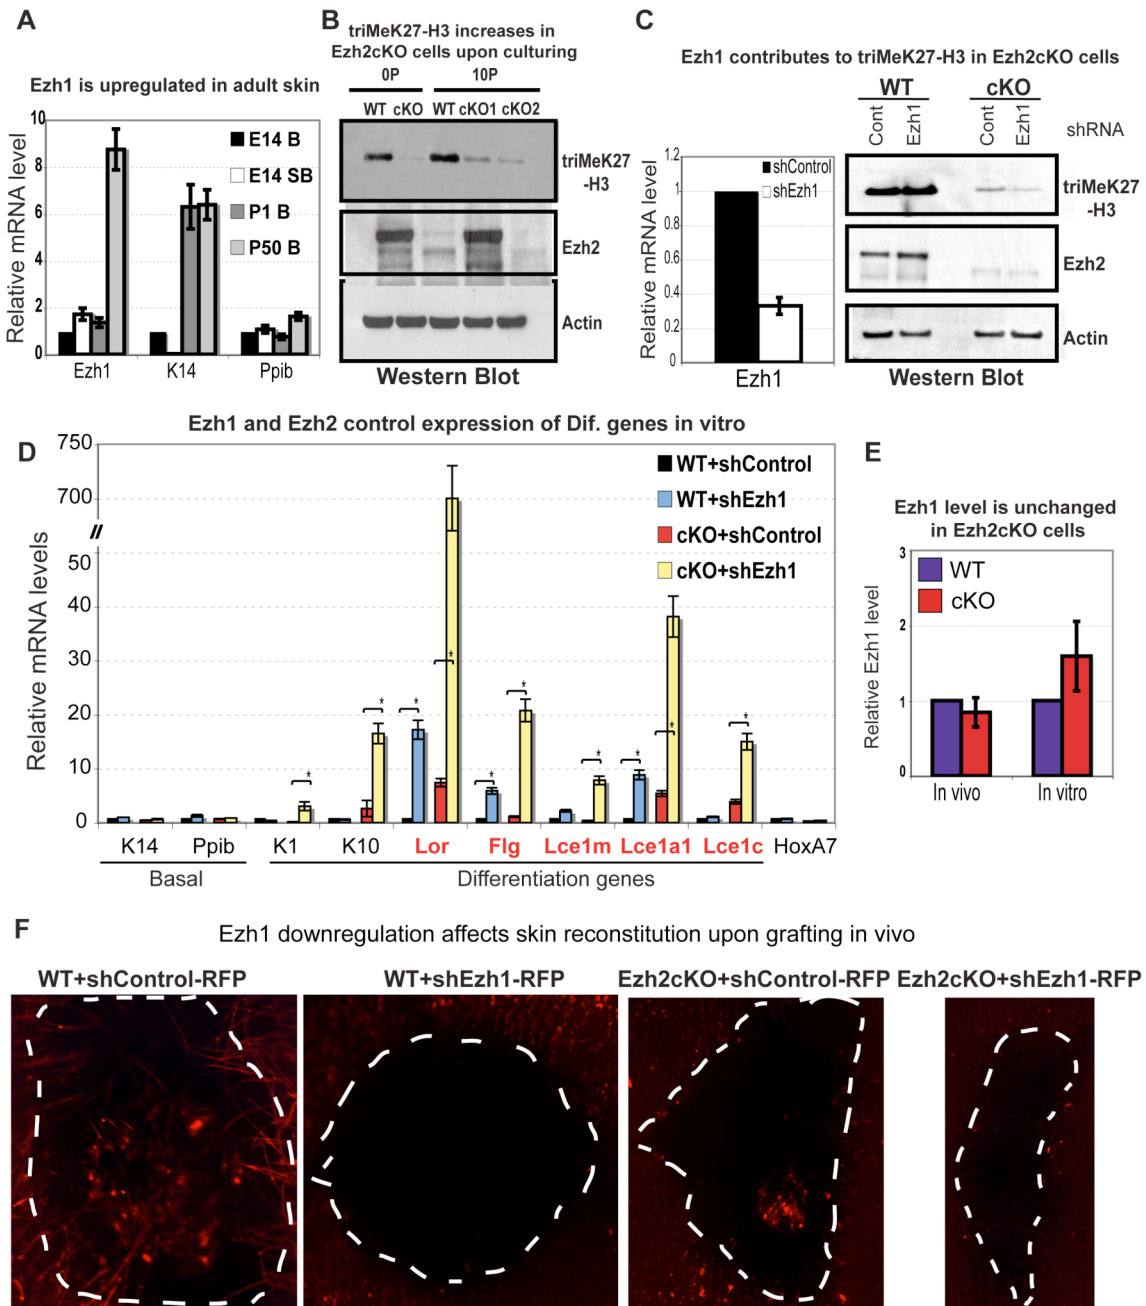 A
Ezh1 is upregulated in adult skin
Relative mRNA level
10
8
6
4
2
0
E14 B
E14 SB
P1 B
P50 B
Ezh1 K14 Ppib
B
triMeK27-H3 increases in
Ezh2cKO cells upon culturing
0P 10P
WT cKO WT cKO1 cKO2
triMeK27
-H3
Ezh2
Actin
Western Blot
C
Ezh1 contributes to triMeK27-H3 in Ezh2cKO cells
Relative mRNA level
1.2
1
0.8
0.6
0.4
0.2
0
shControl
shEzh1
Ezh1
WT cKO
Cont Ezh1 Cont Ezh1 shRNA
triMeK27
-H3
Ezh2
Actin
Western Blot
D
Ezh1 and Ezh2 control expression of Dif. genes in vitro
Relative mRNA levels
750
700
//
50
40
30
20
10
0
WT+shControl
WT+shEzh1
cKO+shControl
cKO+shEzh1
* * * * * * * * * *
K14 Ppib K1 K10 Lor Flg Lce1m Lce1a1 Lce1c HoxA7
Basal Differentiation genes
E
Ezh1 level is unchanged
in Ezh2cKO cells
Relative Ezh1 level
3
2
1
0
WT
cKO
In vivo In vitro
F
Ezh1 downregulation affects skin reconstitution upon grafting in vivo
WT+shControl-RFP WT+shEzh1-RFP Ezh2cKO+shControl-RFP Ezh2cKO+shEzh1-RFP